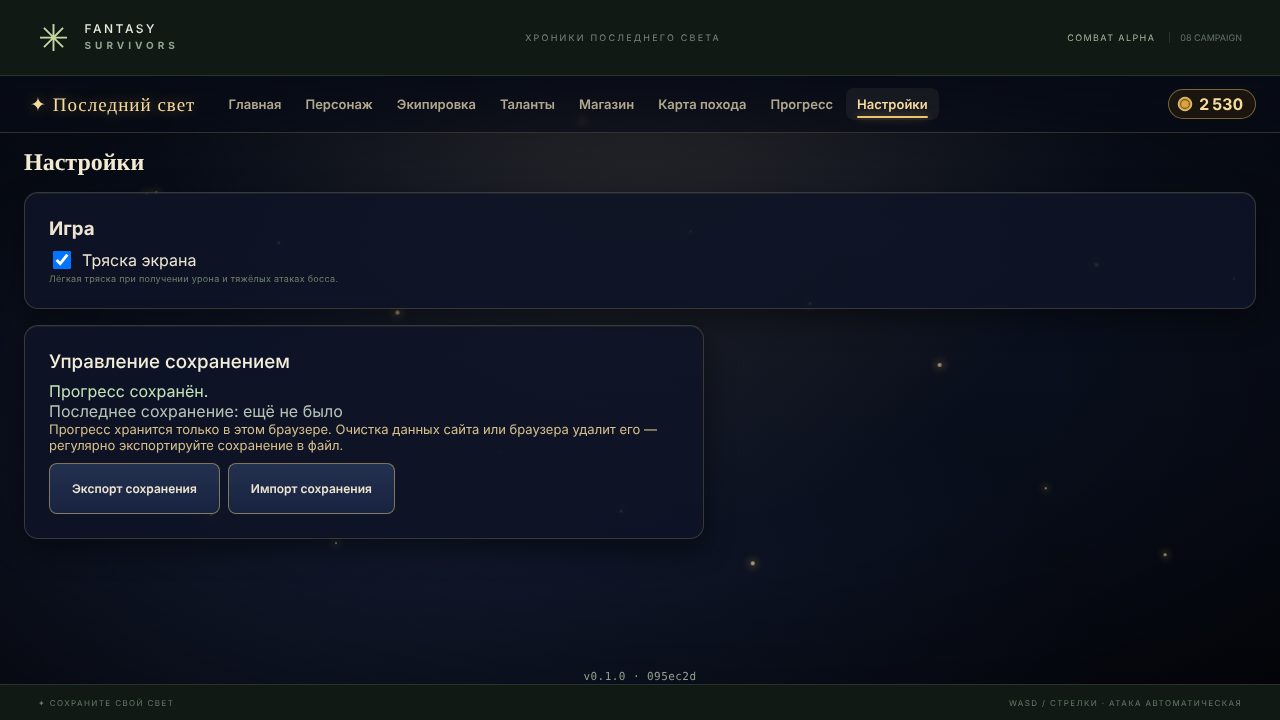 FANTASY
SURVIVORS
ХРОНИКИ ПОСЛЕДНЕГО СВЕТА
COMBAT ALPHA
08 CAMPAIGN
✦ Последний свет
Главная
Персонаж
Экипировка
Таланты
Магазин
Карта похода
Прогресс
Настройки
2 530
Настройки
Игра
Тряска экрана
Лёгкая тряска при получении урона и тяжёлых атаках босса.
Управление сохранением
Прогресс сохранён.
Последнее сохранение: ещё не было
Прогресс хранится только в этом браузере. Очистка данных сайта или браузера удалит его —
регулярно экспортируйте сохранение в файл.
Экспорт сохранения
Импорт сохранения
v0.1.0 · 095ec2d
✦ СОХРАНИТЕ СВОЙ СВЕТ
WASD / СТРЕЛКИ · АТАКА АВТОМАТИЧЕСКАЯ